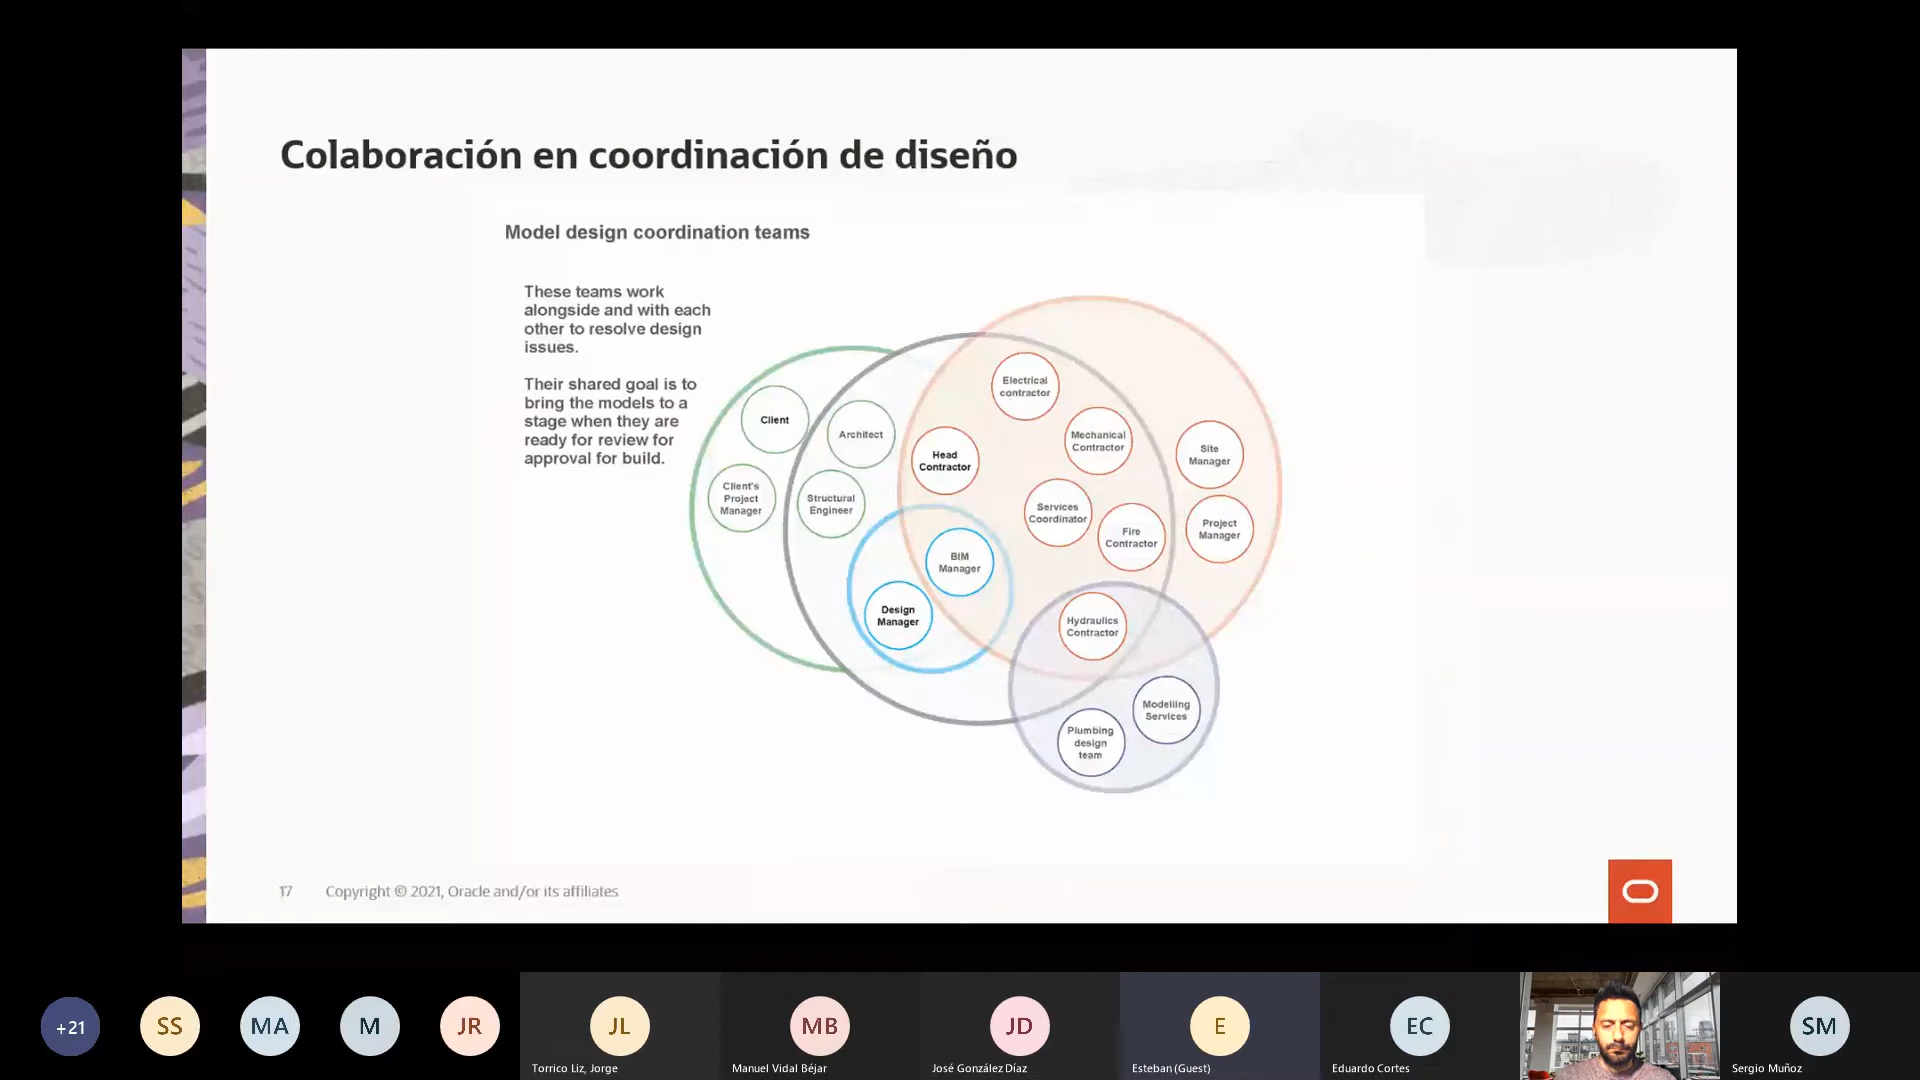 Colaboración en coordinación de diseño
Model design coordination teams
These teams work
alongside and with each
other to resolve design
issues.
Their shared goal is to
bring the models to a
stage when they are
ready for review for
approval for build.
Client
Client's
Project
Manager
Architect
Structural
Engineer
Head
Contractor
Electrical
contractor
Mechanical
Contractor
Services
Coordinator
Fire
Contractor
Site
Manager
Project
Manager
BIM
Manager
Design
Manager
Hydraulics
Contractor
Modelling
Services
Plumbing
design
team
17
Copyright © 2021, Oracle and/or its affiliates
+21
SS
MA
M
JR
JL
Torrico Liz, Jorge
MB
Manuel Vidal Béjar
JD
José González Díaz
E
Esteban (Guest)
EC
Eduardo Cortes
SM
Sergio Muñoz